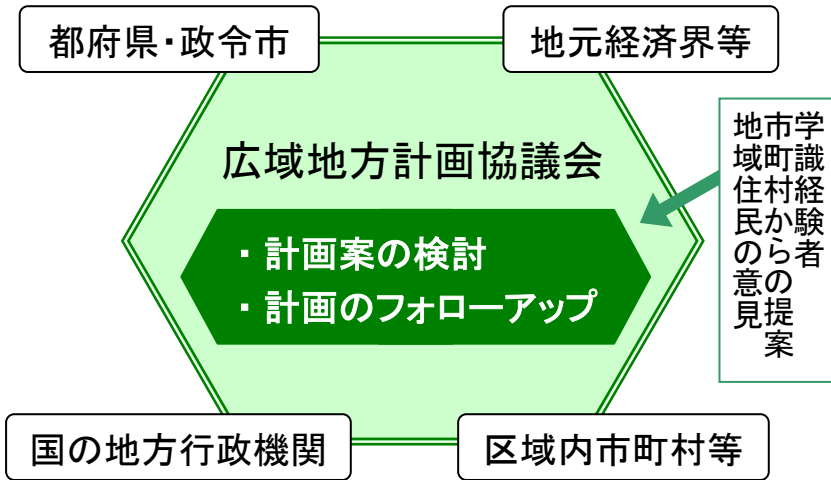 都府県・政令市
地元経済界等
広域地方計画協議会
・計画案の検討
・計画のフォローアップ
学識経験者
市町村からの提案
地域住民の意見
国の地方行政機関
区域内市町村等